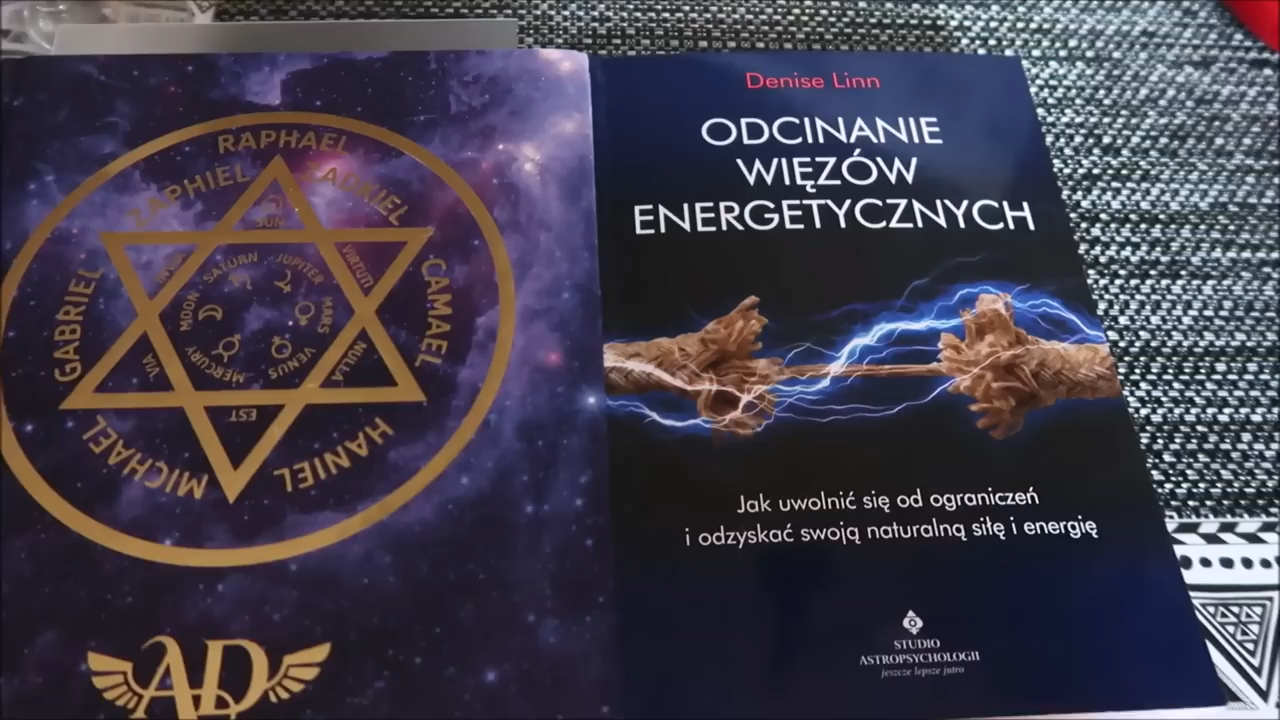 RAPHAEL
ZAPHIEL
ZADKIEL
GABRIEL
CAMAEL
MICHAEL
HANIEL
SUN
VIRTUTI
SATURN
JUPITER
MOON
MARS
MERCURY
VENUS
VIA
NULLA
EST
AD
Denise Linn
ODCINANIE
WIĘZÓW
ENERGETYCZNYCH
Jak uwolnić się od ograniczeń
i odzyskać swoją naturalną siłę i energię
STUDIO
ASTROPSYCHOLOGII
jeszcze lepsze jutro